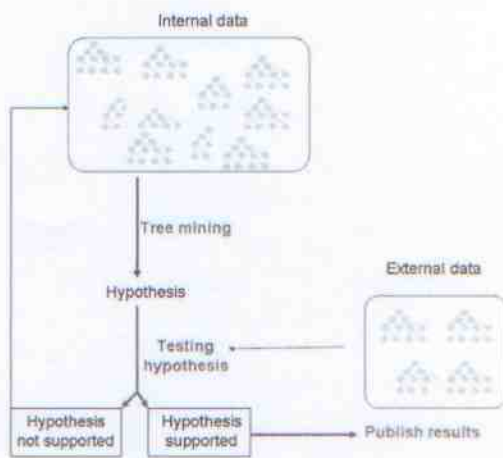 Internal data
Tree mining
Hypothesis
External data
Testing
hypothesis
Hypothesis
not supported
Hypothesis
supported
Publish results